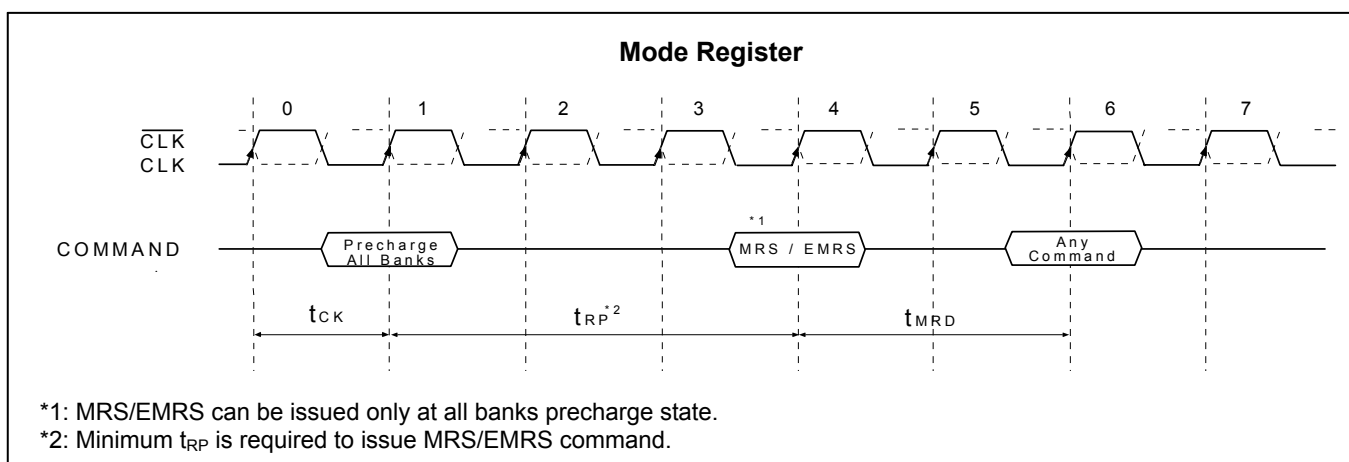 Mode Register
0 1 2 3 4 5 6 7
CLK
CLK
COMMAND
Precharge
All Banks
*1
MRS / EMRS
Any
Command
tCK
tRP*2
tMRD
*1: MRS/EMRS can be issued only at all banks precharge state.
*2: Minimum tRP is required to issue MRS/EMRS command.